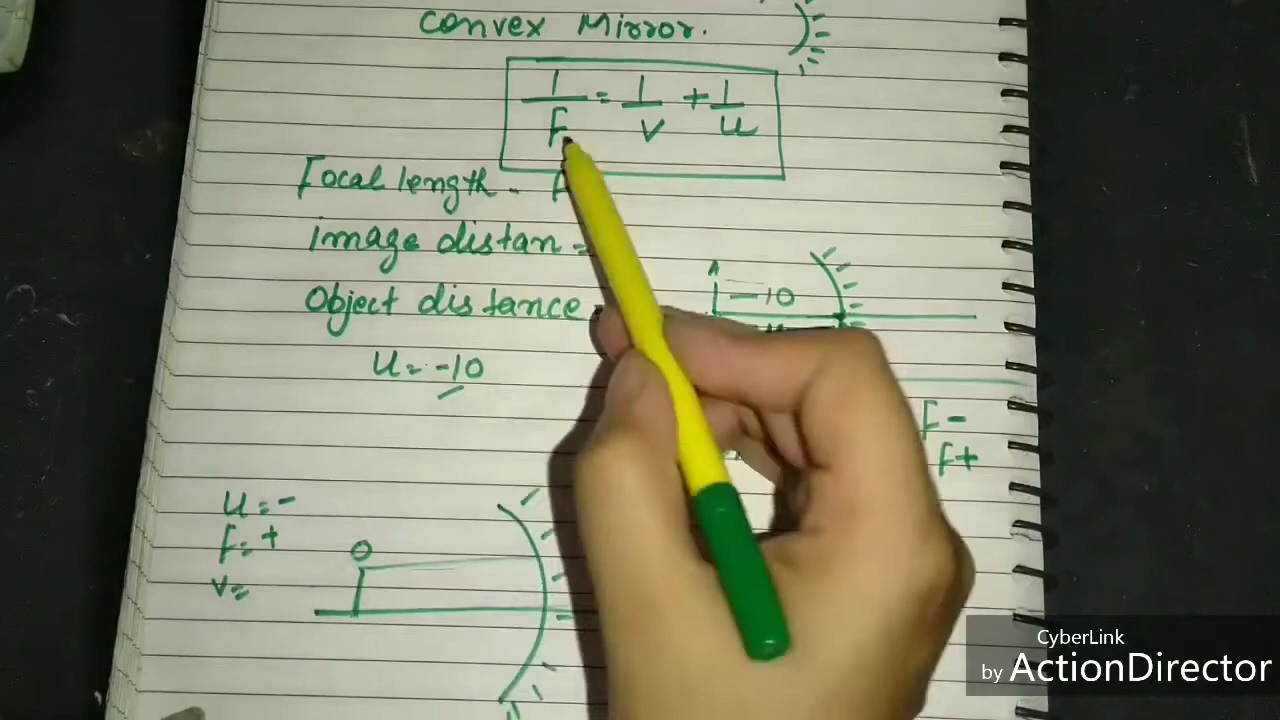 Convex Mirror.
1/F = 1/v + 1/u
Focal length - F
Image distan =
Object distance -
-10
u = -10
F -
F +
u = -
f = +
v =
O
CyberLink
by ActionDirector